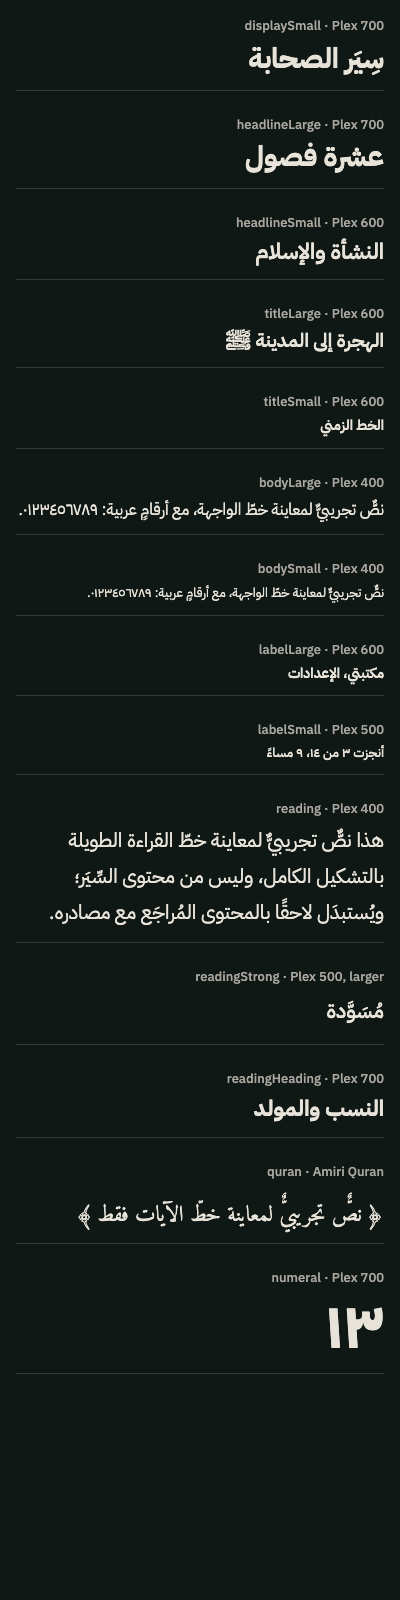 displaySmall · Plex 700
سِيَر الصحابة
headlineLarge · Plex 700
عشرة فصول
headlineSmall · Plex 600
النشأة والإسلام
titleLarge · Plex 600
الهجرة إلى المدينة ﷺ
titleSmall · Plex 600
الخط الزمني
bodyLarge · Plex 400
نصٌّ تجريبيٌّ لمعاينة خطّ الواجهة، مع أرقامٍ عربية: ٠١٢٣٤٥٦٧٨٩.
bodySmall · Plex 400
نصٌّ تجريبيٌّ لمعاينة خطّ الواجهة، مع أرقامٍ عربية: ٠١٢٣٤٥٦٧٨٩.
labelLarge · Plex 600
مكتبتي، الإعدادات
labelSmall · Plex 500
أنجزت ٣ من ١٤، ٩ مساءً
reading · Plex 400
هذا نصٌّ تجريبيٌّ لمعاينة خطّ القراءة الطويلة
بالتشكيل الكامل، وليس من محتوى السِّيَر؛
ويُستبدَل لاحقًا بالمحتوى المُراجَع مع مصادره.
readingStrong · Plex 500, larger
مُسَوَّدة
readingHeading · Plex 700
النسب والمولد
quran · Amiri Quran
﴿ نصٌّ تجريبيٌّ لمعاينة خطّ الآيات فقط ﴾
numeral · Plex 700
١٣